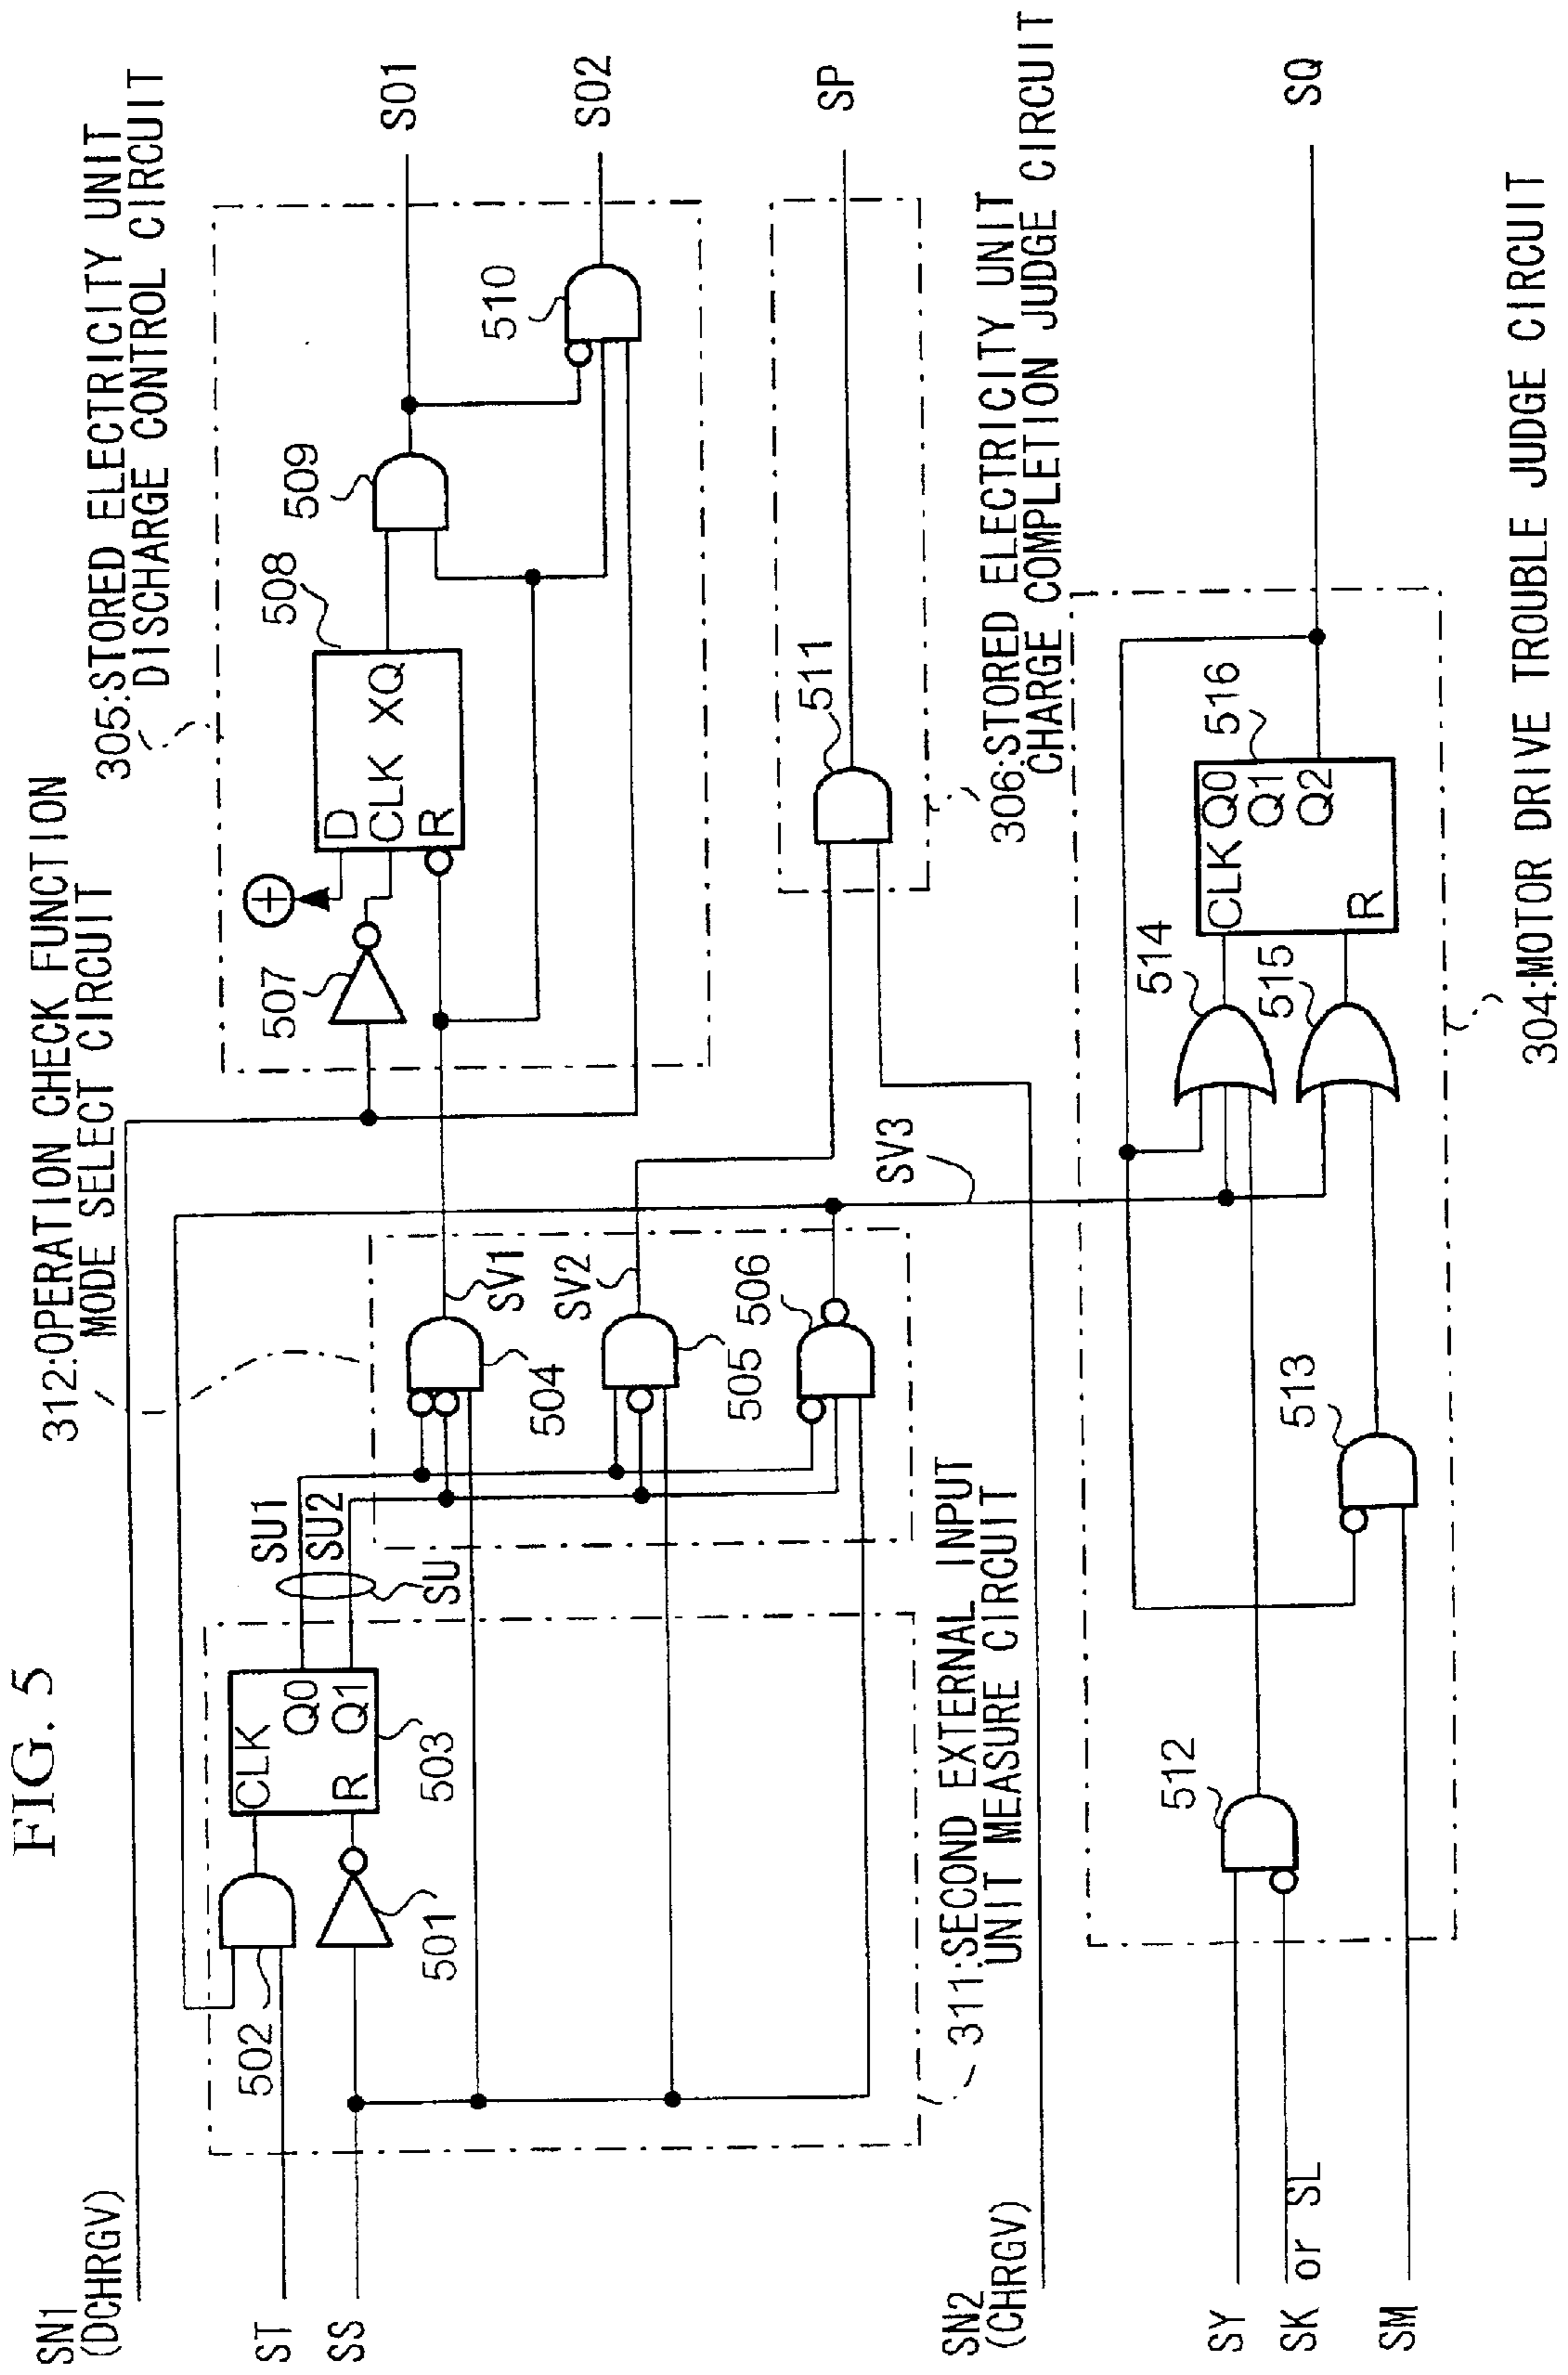 FIG. 5
312:OPERATION CHECK FUNCTION
MODE SELECT CIRCUIT
305:STORED ELECTRICITY UNIT
DISCHARGE CONTROL CIRCUIT
SN1
(DCHRGV)
ST
SS
502
501
CLK
Q0
Q1
R
503
SU1
SU2
SU
504
SV1
505
SV2
506
SV3
507
D
CLK XQ
R
508
509
510
SO1
SO2
511
SP
311:SECOND EXTERNAL INPUT
UNIT MEASURE CIRCUIT
306:STORED ELECTRICITY UNIT
CHARGE COMPLETION JUDGE CIRCUIT
SN2
(CHRGV)
SY
SK or SL
SM
512
513
514
515
CLK Q0
Q1
Q2
R
516
SQ
304:MOTOR DRIVE TROUBLE JUDGE CIRCUIT